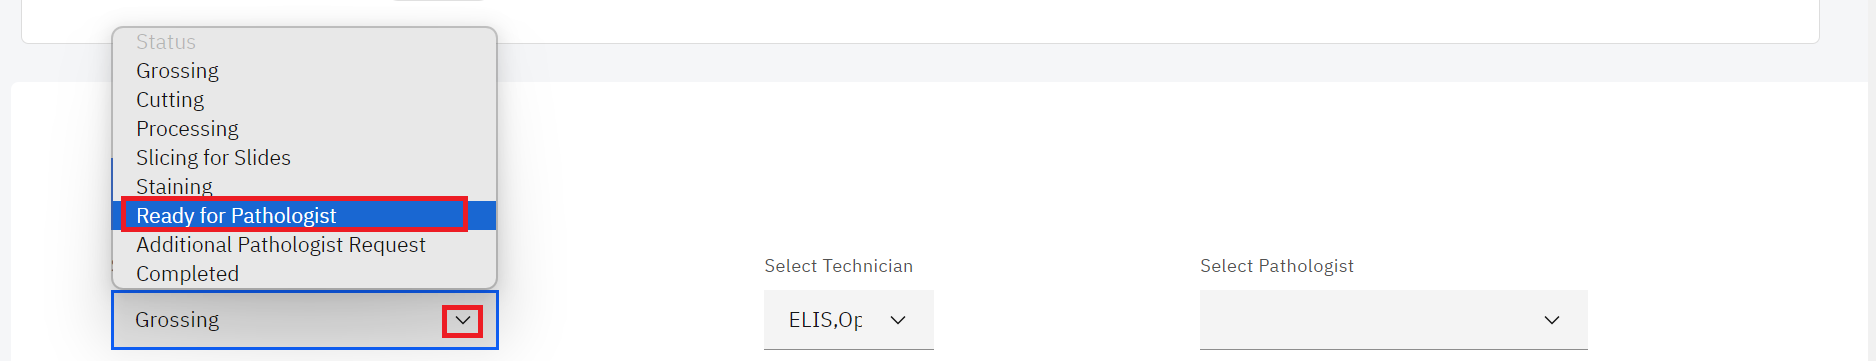 Status
Grossing
Cutting
Processing
Slicing for Slides
Staining
Ready for Pathologist
Additional Pathologist Request
Completed
Select Technician
Select Pathologist
Grossing
ELIS,Op